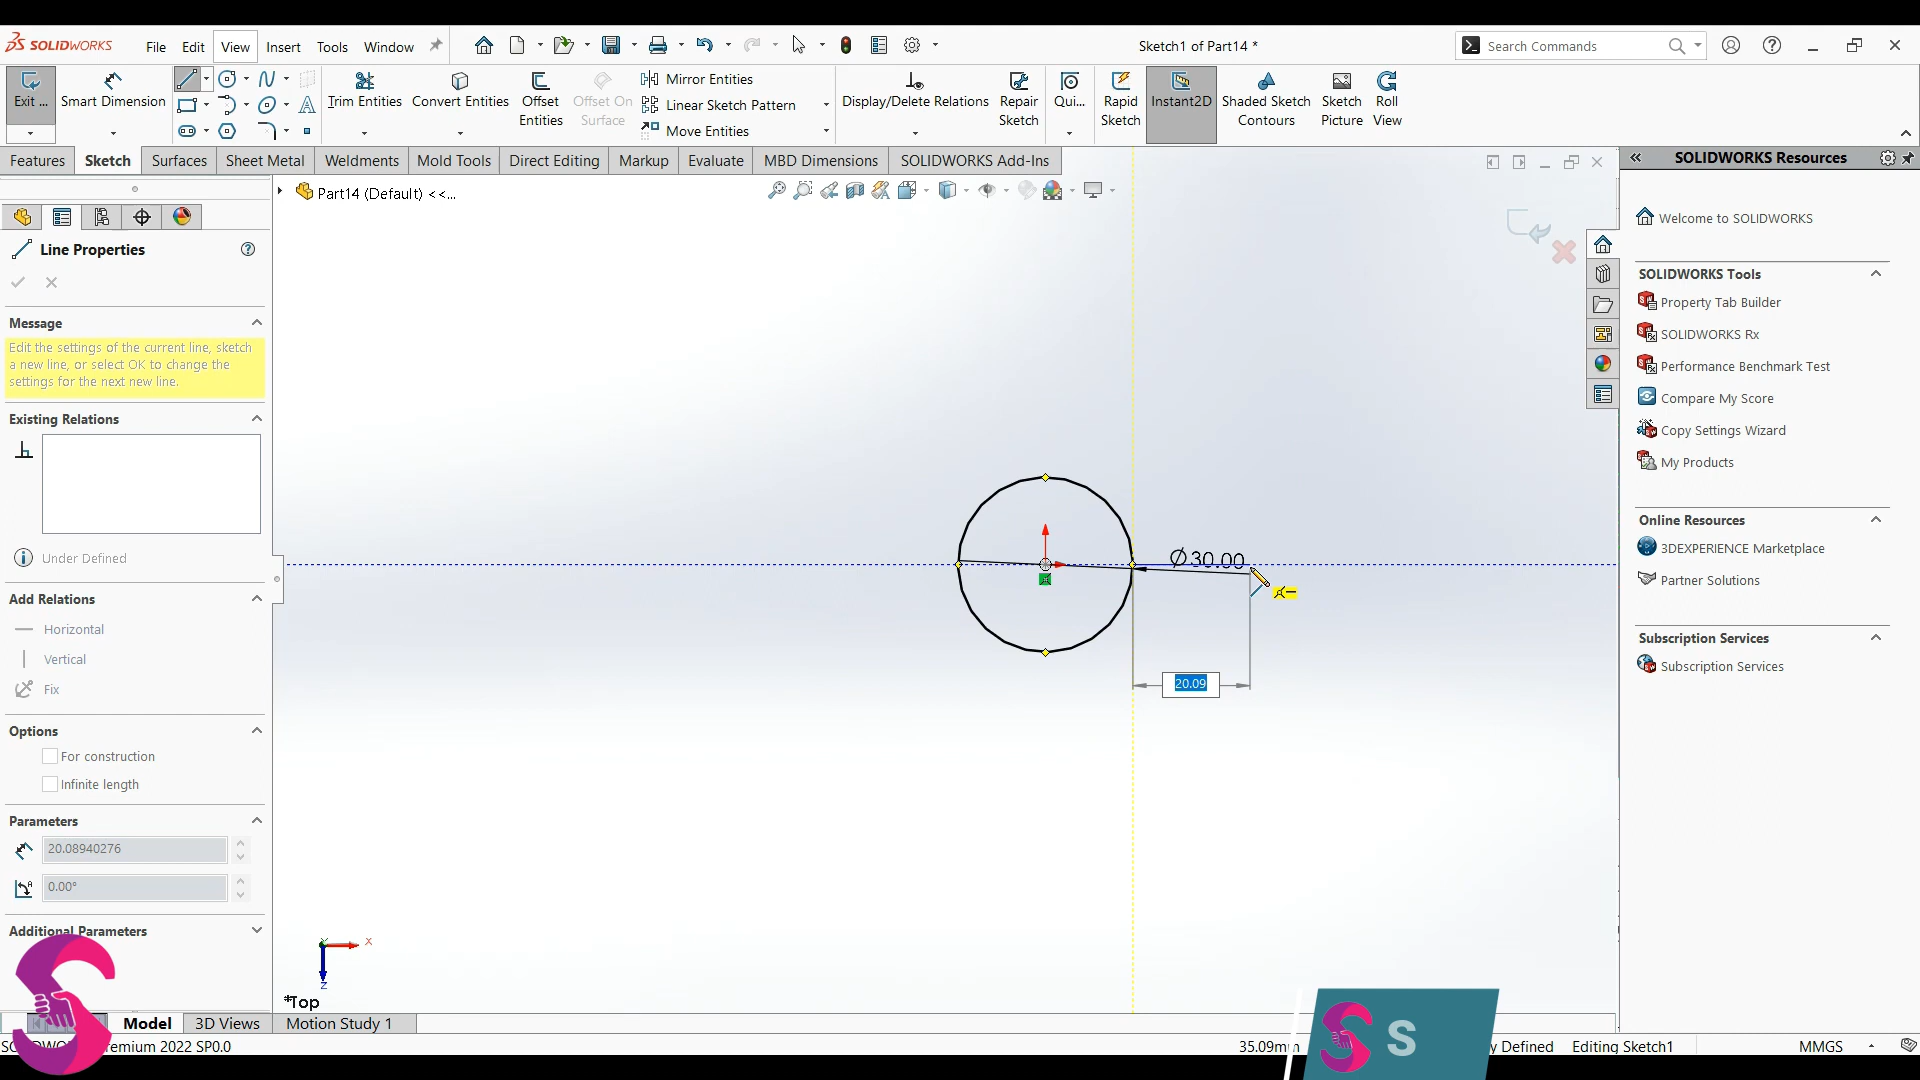 SOLIDWORKS File Edit View Insert Tools Window Sketch1 of Part14 * Search Commands
Exit ... Smart Dimension Trim Entities Convert Entities Offset Entities Offset On Surface Mirror Entities Linear Sketch Pattern Move Entities Display/Delete Relations Repair Sketch Qui... Rapid Sketch Instant2D Shaded Sketch Contours Sketch Picture Roll View
Features Sketch Surfaces Sheet Metal Weldments Mold Tools Direct Editing Markup Evaluate MBD Dimensions SOLIDWORKS Add-Ins
Part14 (Default) <<...
Line Properties
Message
Edit the settings of the current line, sketch
a new line, or select OK to change the
settings for the next new line.
Existing Relations
Under Defined
Add Relations
Horizontal
Vertical
Fix
Options
For construction
Infinite length
Parameters
20.08940276
0.00°
Additional Parameters
Ø30.00
20.09
X
Z
*Top
SOLIDWORKS Resources
Welcome to SOLIDWORKS
SOLIDWORKS Tools
Property Tab Builder
SOLIDWORKS Rx
Performance Benchmark Test
Compare My Score
Copy Settings Wizard
My Products
Online Resources
3DEXPERIENCE Marketplace
Partner Solutions
Subscription Services
Subscription Services
Model 3D Views Motion Study 1
remium 2022 SP0.0 35.09mm S y Defined Editing Sketch1 MMGS